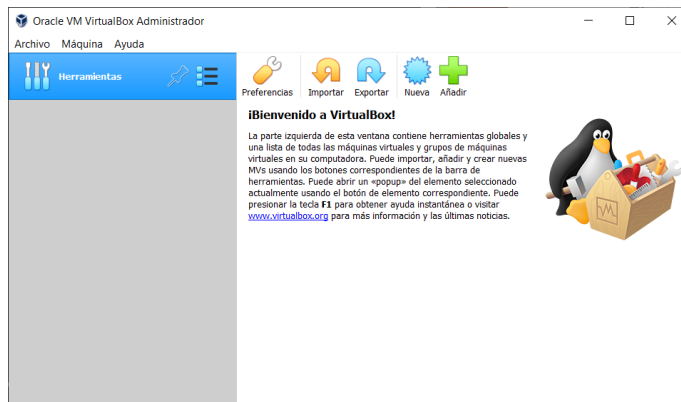 Oracle VM VirtualBox Administrador
Archivo Máquina Ayuda
Herramientas
Preferencias Importar Exportar Nueva Añadir
¡Bienvenido a VirtualBox!
La parte izquierda de esta ventana contiene herramientas globales y
una lista de todas las máquinas virtuales y grupos de máquinas
virtuales en su computadora. Puede importar, añadir y crear nuevas
MVs usando los botones correspondientes de la barra de
herramientas. Puede abrir un «popup» del elemento seleccionado
actualmente usando el botón de elemento correspondiente. Puede
presionar la tecla F1 para obtener ayuda instantánea o visitar
www.virtualbox.org para más información y las últimas noticias.